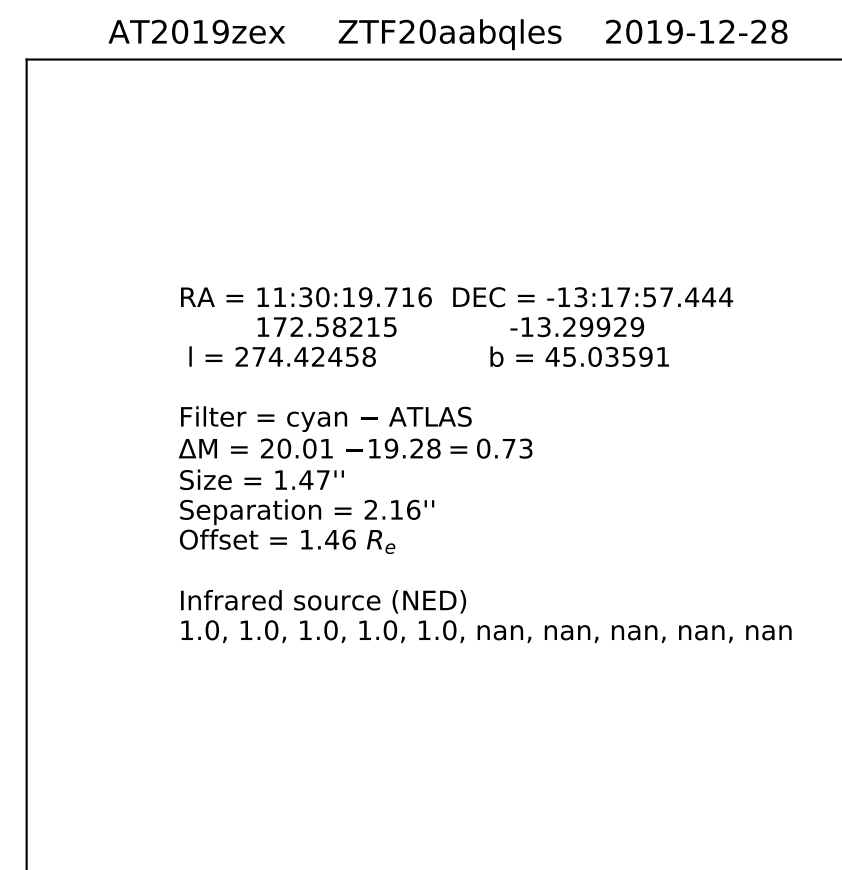 AT2019zex ZTF20aabqles 2019-12-28
RA = 11:30:19.716 DEC = -13:17:57.444
172.58215 -13.29929
l = 274.42458 b = 45.03591
Filter = cyan − ATLAS
ΔM = 20.01 −19.28 = 0.73
Size = 1.47''
Separation = 2.16''
Offset = 1.46 Re
Infrared source (NED)
1.0, 1.0, 1.0, 1.0, 1.0, nan, nan, nan, nan, nan